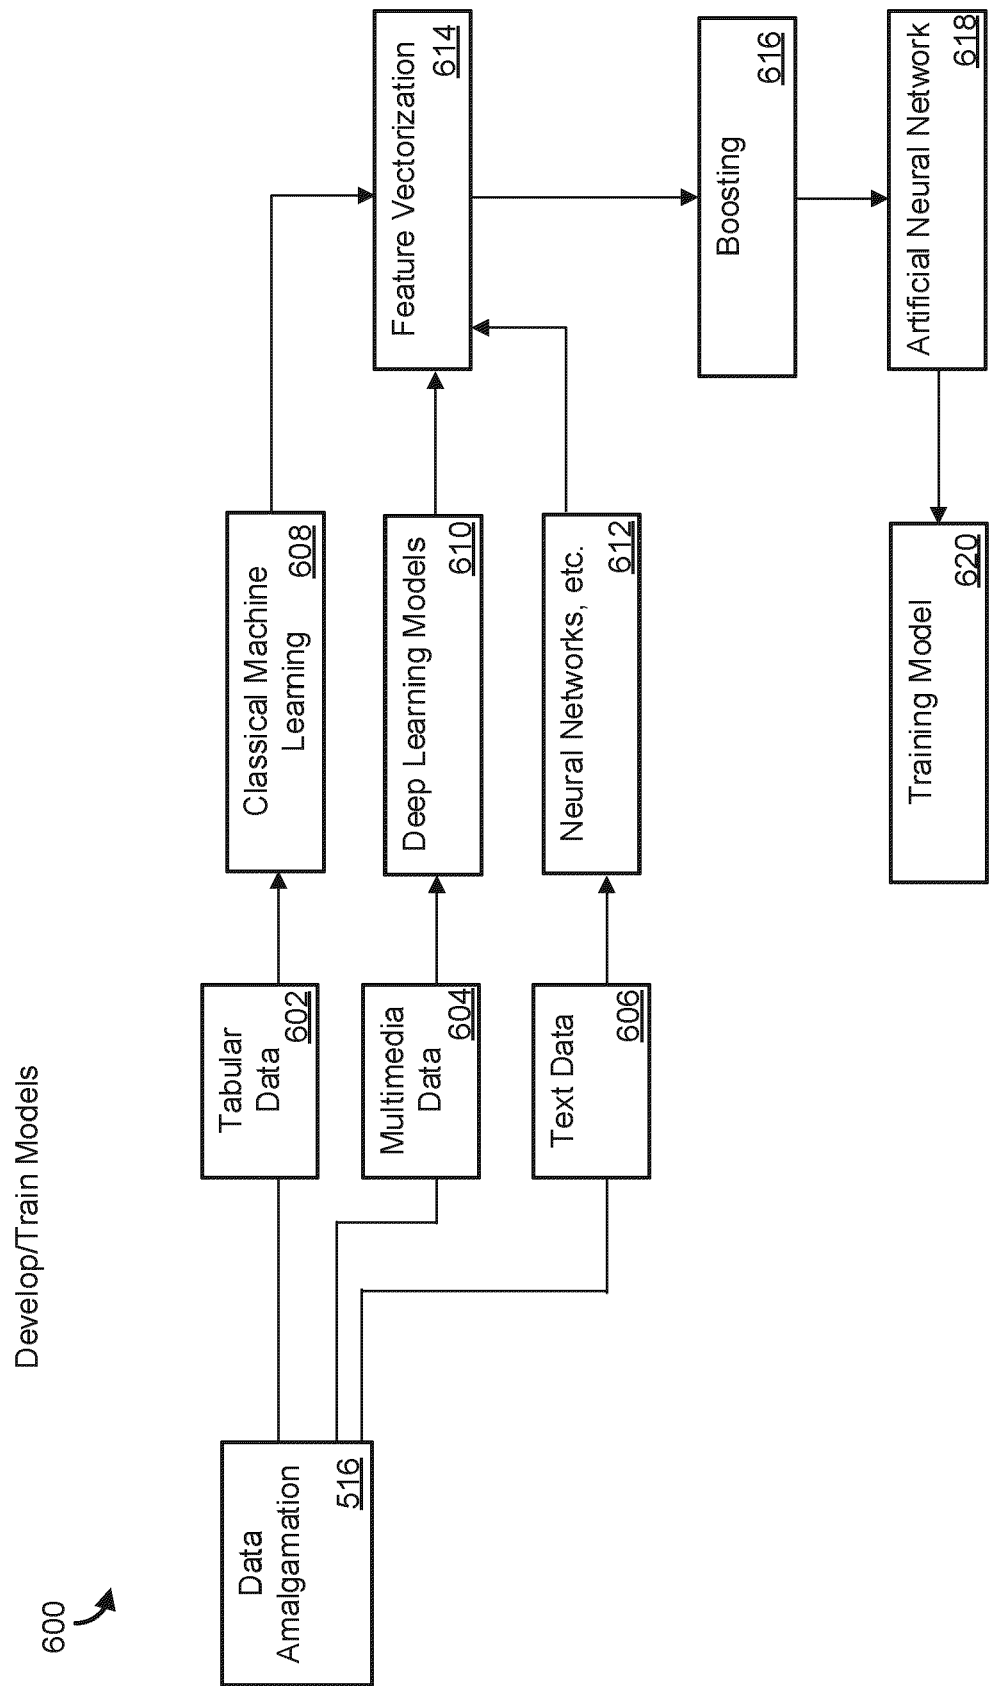 Develop/Train Models
600
Data
Amalgamation
516
Tabular
Data
602
Multimedia
Data
604
Text Data
606
Classical Machine
Learning
608
Deep Learning Models
610
Neural Networks, etc.
612
Feature Vectorization
614
Boosting
616
Artificial Neural Network
618
Training Model
620